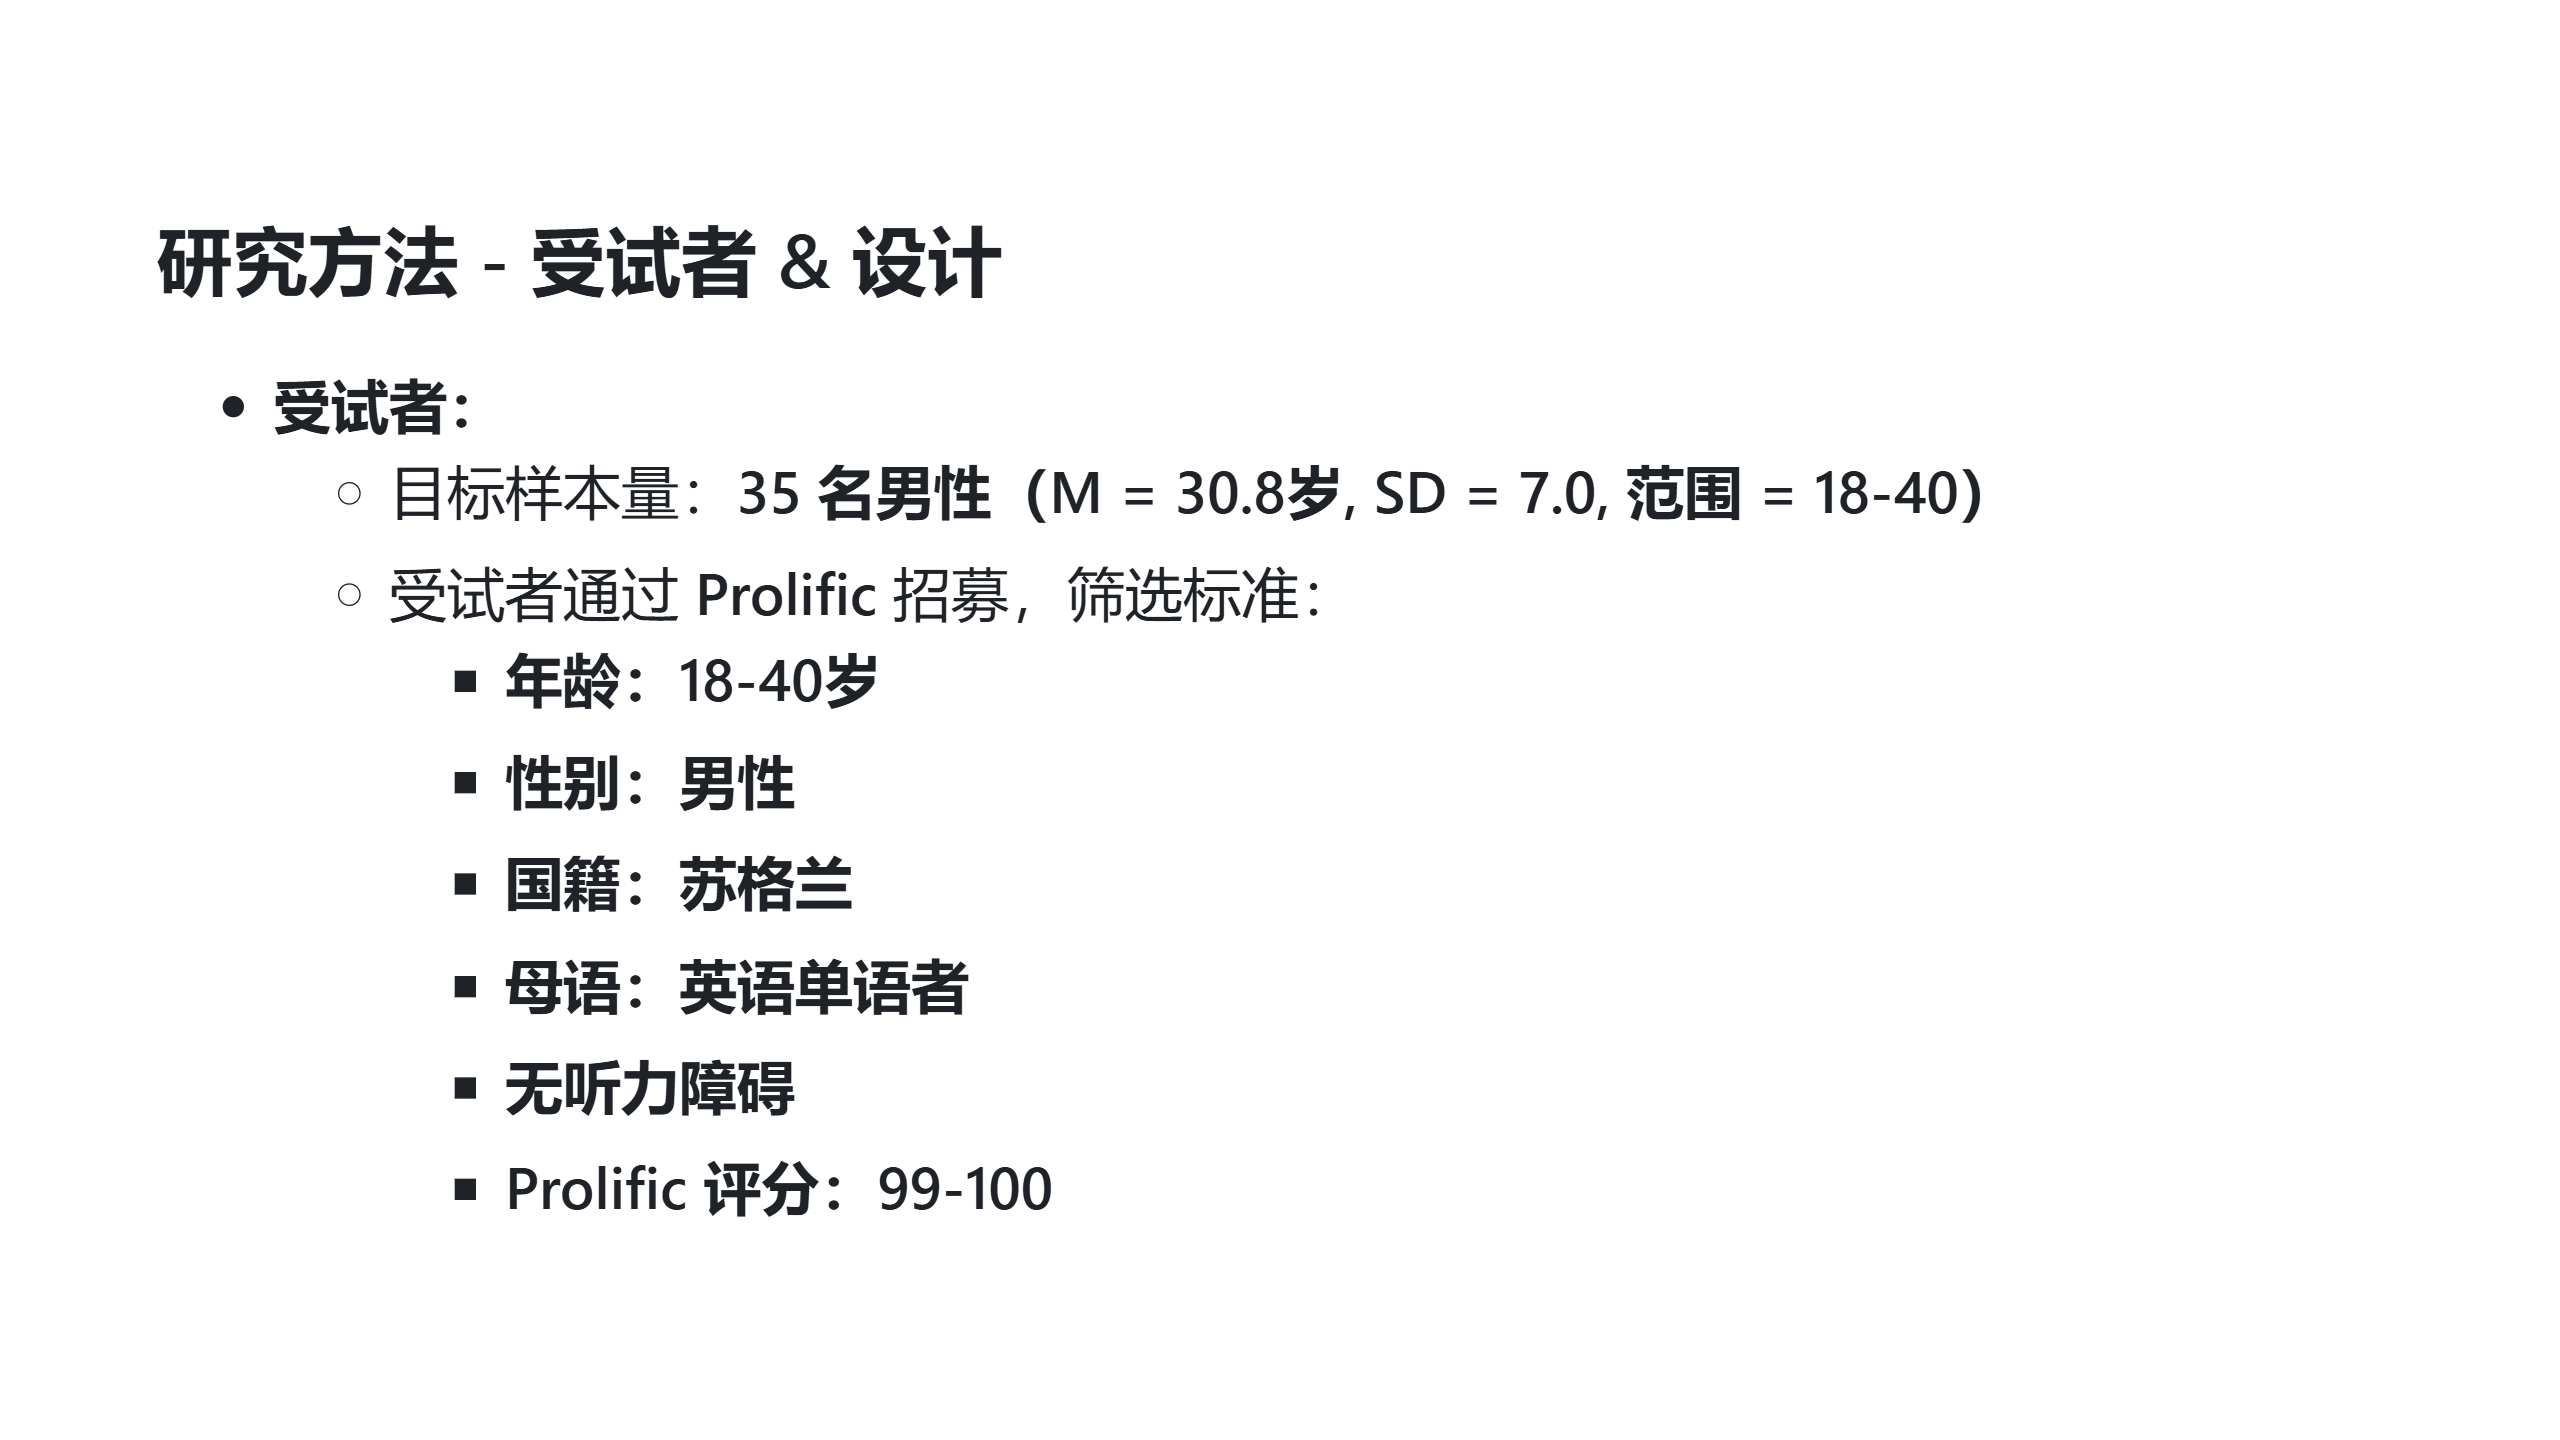 研究方法 - 受试者 & 设计
• 受试者：
○ 目标样本量：35 名男性（M = 30.8岁, SD = 7.0, 范围 = 18-40）
○ 受试者通过 Prolific 招募，筛选标准：
▪ 年龄：18-40岁
▪ 性别：男性
▪ 国籍：苏格兰
▪ 母语：英语单语者
▪ 无听力障碍
▪ Prolific 评分：99-100